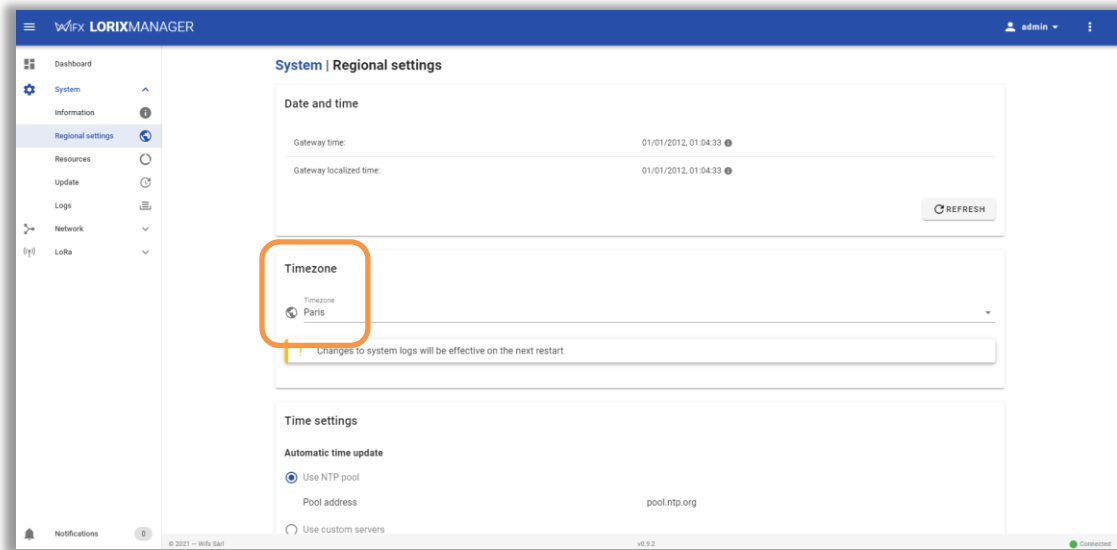 WIFX LORIXMANAGER
admin
Dashboard
System
Information
Regional settings
Resources
Update
Logs
Network
LoRa
Notifications
0
System | Regional settings
Date and time
Gateway time:
01/01/2012, 01:04:33
Gateway localized time:
01/01/2012, 01:04:33
REFRESH
Timezone
Timezone
Paris
Changes to system logs will be effective on the next restart
Time settings
Automatic time update
Use NTP pool
Pool address
pool.ntp.org
Use custom servers
© 2021 — Wifx Sàrl
v0.9.2
Connected